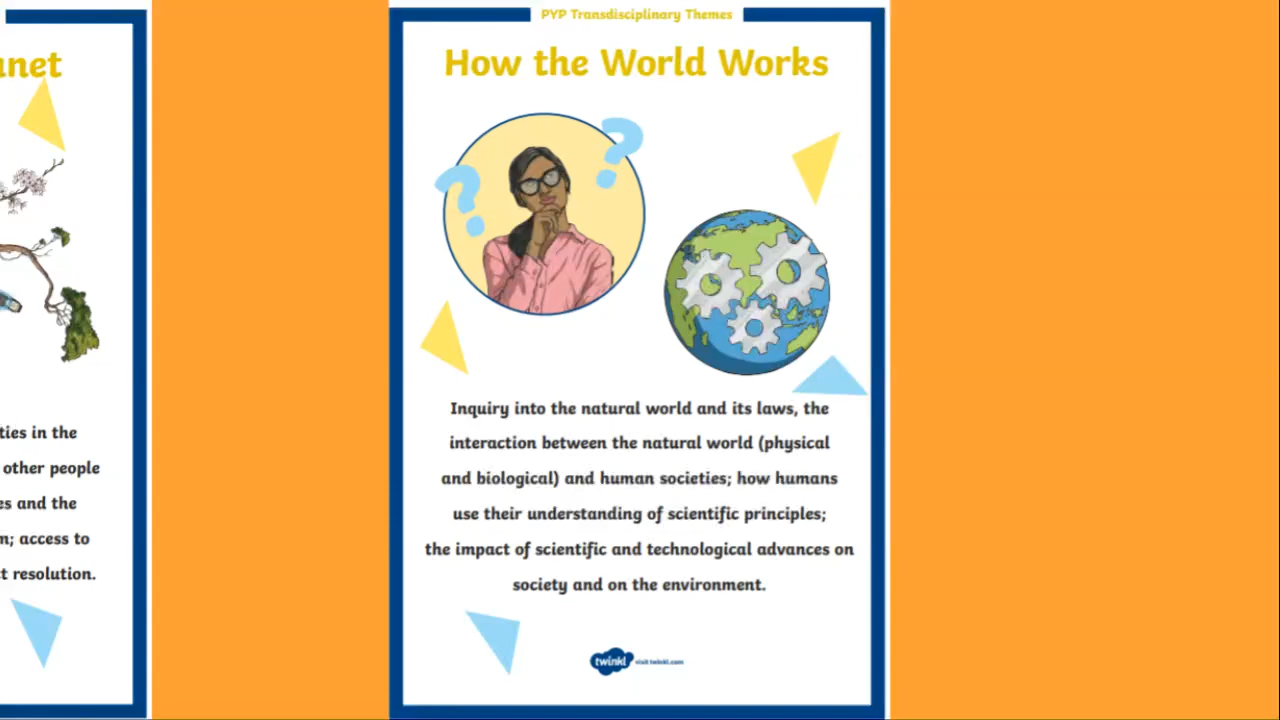 PYP Transdisciplinary Themes
How the World Works
Inquiry into the natural world and its laws, the
interaction between the natural world (physical
and biological) and human societies; how humans
use their understanding of scientific principles;
the impact of scientific and technological advances on
society and on the environment.
twinkl visit twinkl.com
ties in the
other people
es and the
access to
resolution.